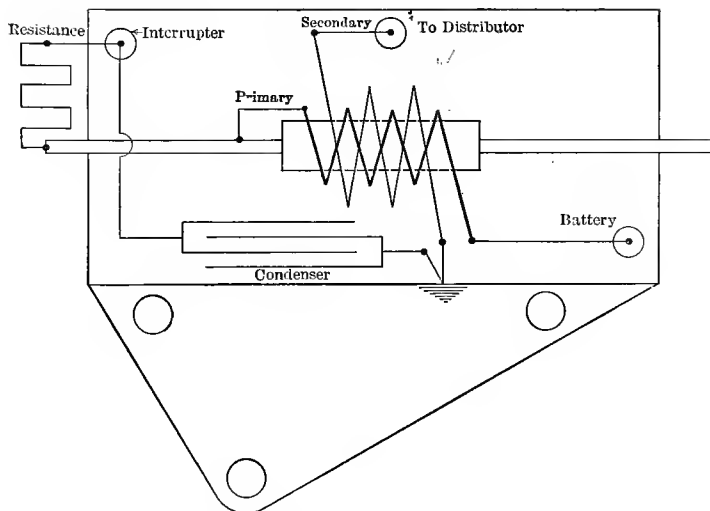 Secondary
To Distributor
Resistance
Interrupter
Primary
Battery
Condenser